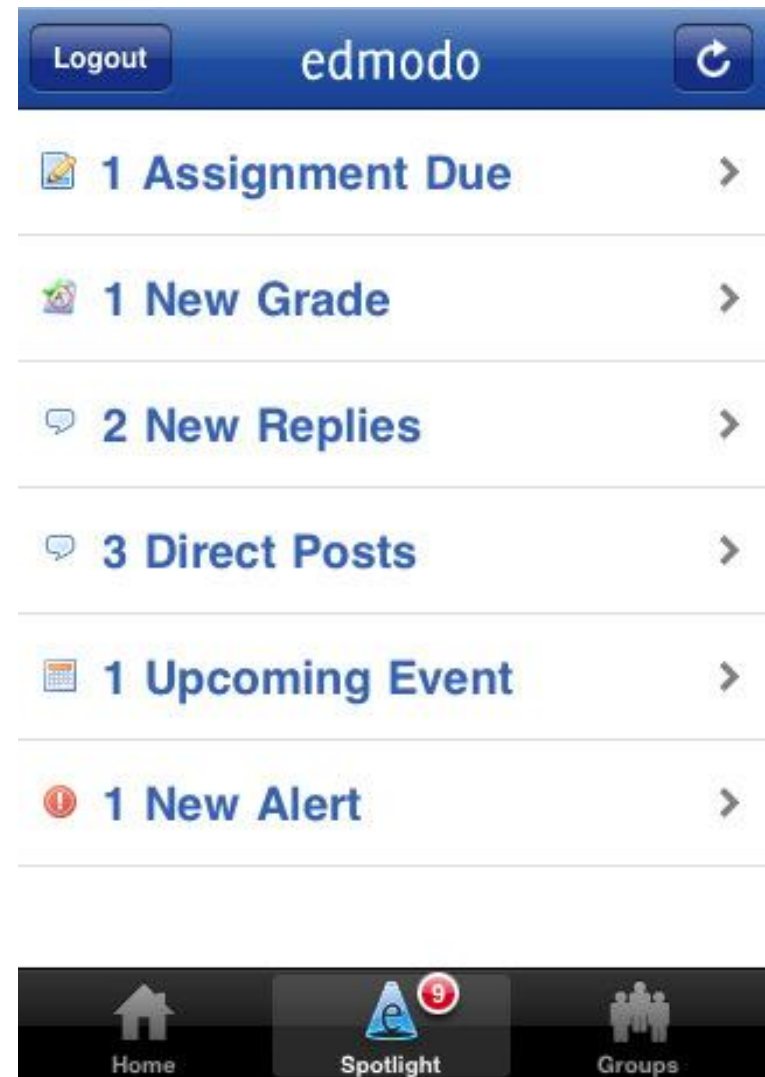 Logout edmodo
1 Assignment Due
1 New Grade
2 New Replies
3 Direct Posts
1 Upcoming Event
1 New Alert
9
Home Spotlight Groups